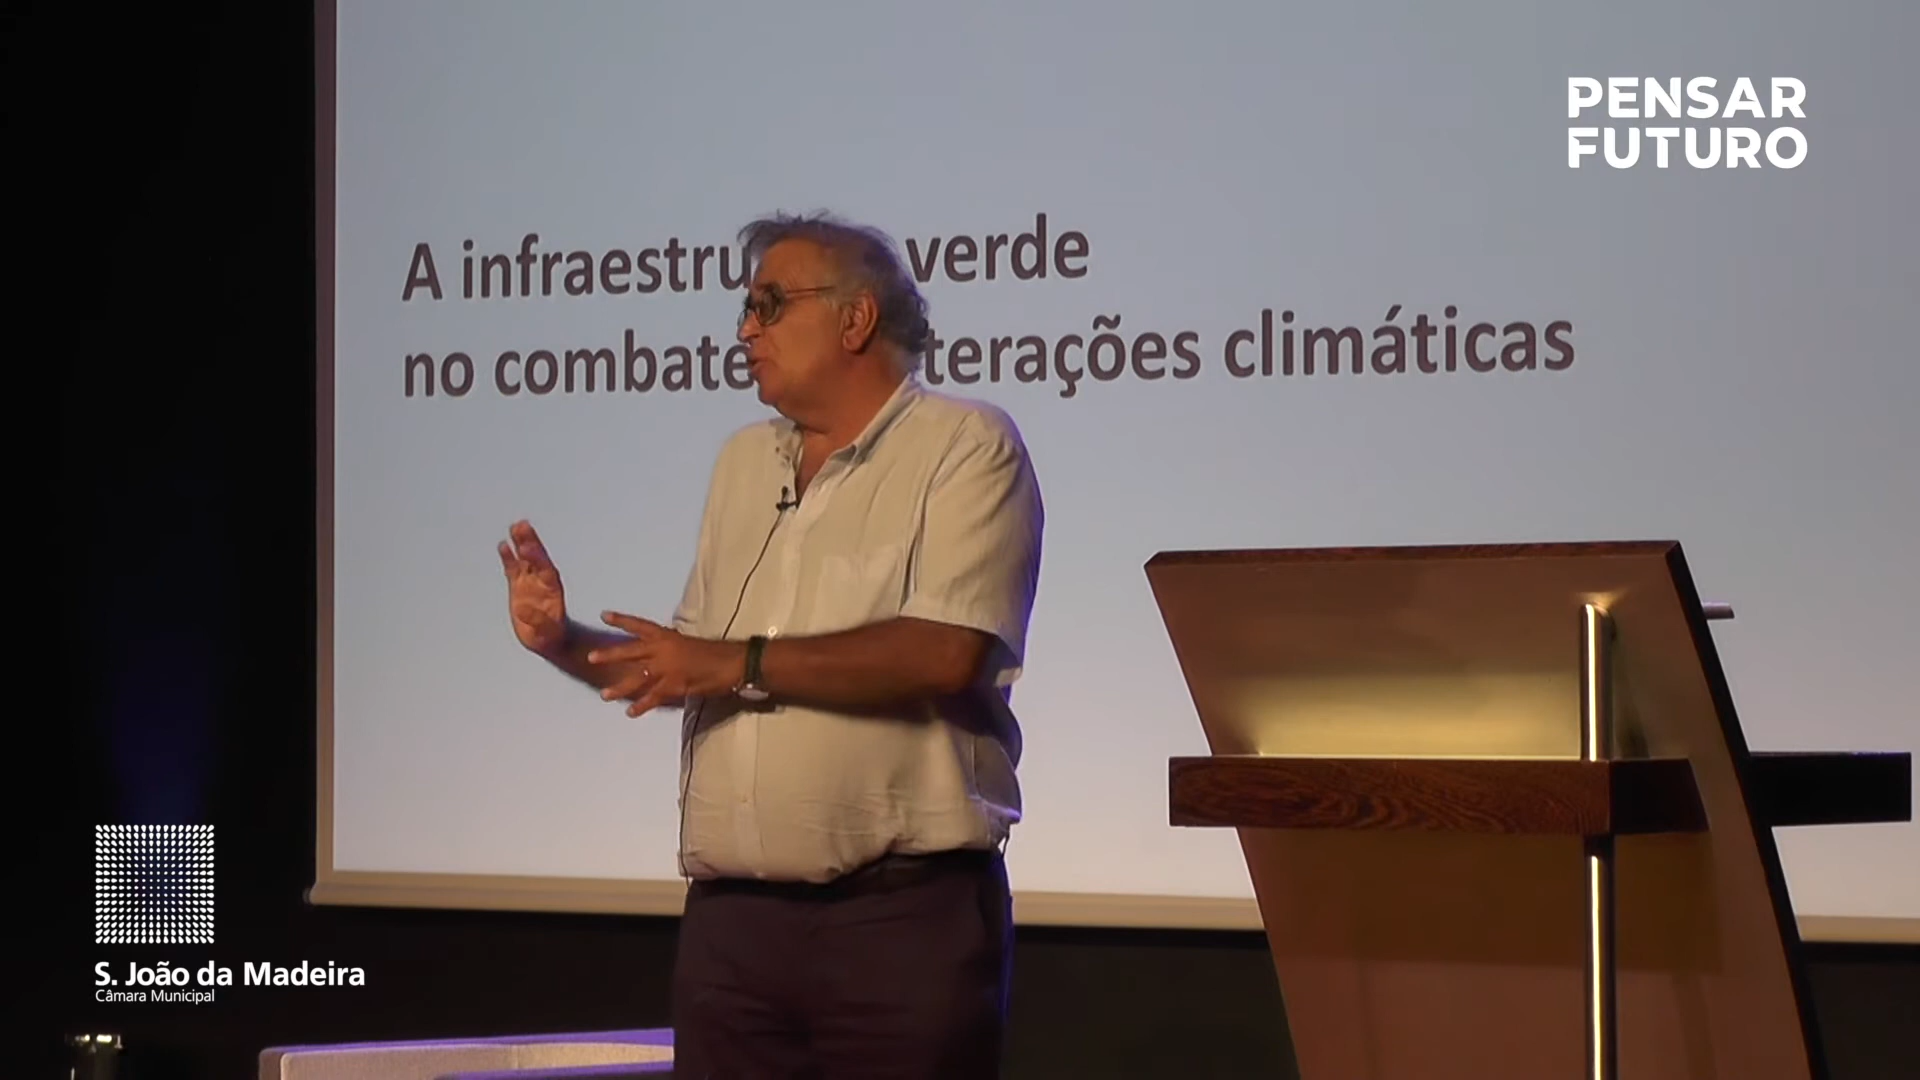 PENSAR
FUTURO
A infraestru verde
no combate terações climáticas
S. João da Madeira
Câmara Municipal